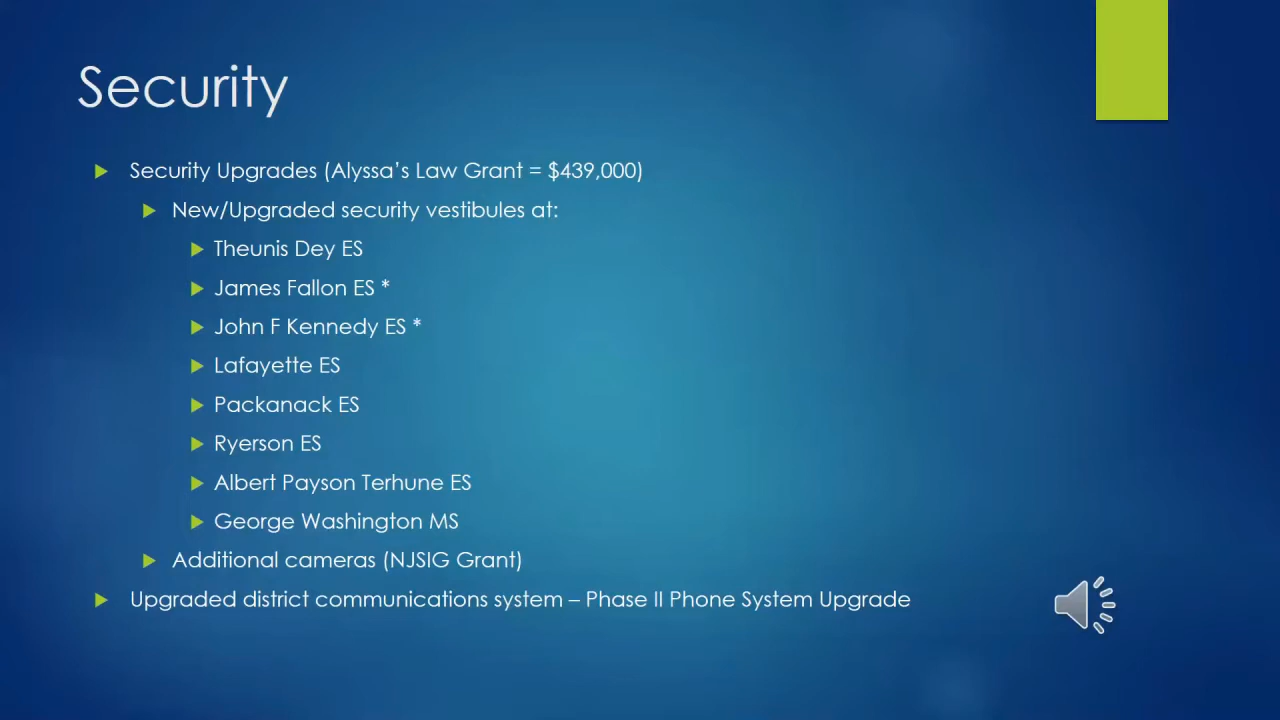 Security
Security Upgrades (Alyssa's Law Grant = $439,000)
New/Upgraded security vestibules at:
Theunis Dey ES
James Fallon ES *
John F Kennedy ES *
Lafayette ES
Packanack ES
Ryerson ES
Albert Payson Terhune ES
George Washington MS
Additional cameras (NJSIG Grant)
Upgraded district communications system – Phase II Phone System Upgrade